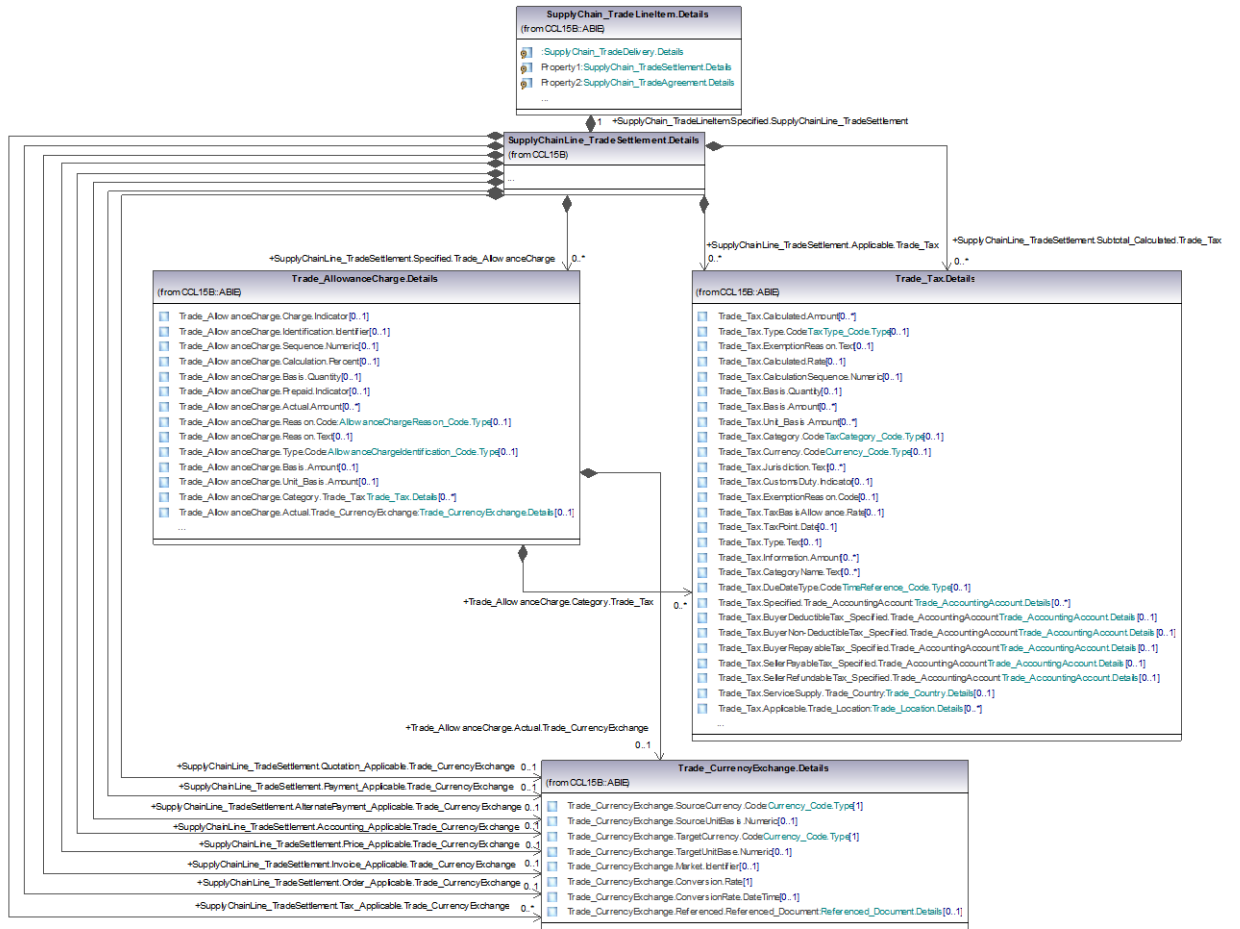 SupplyChain_TradeLineItem.Details
(from CCL15B::ABIE)
:SupplyChain_TradeDelivery.Details
Property1:SupplyChain_TradeSettlement.Details
Property2:SupplyChain_TradeAgreement.Details
...
1 +SupplyChain_TradeLineItem.Specified.SupplyChainLine_TradeSettlement
SupplyChainLine_TradeSettlement.Details
(from CCL15B)
...
+SupplyChainLine_TradeSettlement.Applicable.Trade_Tax
0..*
+SupplyChainLine_TradeSettlement.Subtotal_Calculated.Trade_Tax
0..*
+SupplyChainLine_TradeSettlement.Specified.Trade_AllowanceCharge
0..*
Trade_AllowanceCharge.Details
(from CCL15B::ABIE)
Trade_AllowanceCharge.Charge.Indicator[0..1]
Trade_AllowanceCharge.Identification.Identifier[0..1]
Trade_AllowanceCharge.Sequence.Numeric[0..1]
Trade_AllowanceCharge.Calculation.Percent[0..1]
Trade_AllowanceCharge.Basis.Quantity[0..1]
Trade_AllowanceCharge.Prepaid.Indicator[0..1]
Trade_AllowanceCharge.Actual.Amount[0..*]
Trade_AllowanceCharge.Reason.Code:AllowanceChargeReason_Code.Type[0..1]
Trade_AllowanceCharge.Reason.Text[0..1]
Trade_AllowanceCharge.Type.Code:AllowanceChargeIdentification_Code.Type[0..1]
Trade_AllowanceCharge.Basis.Amount[0..1]
Trade_AllowanceCharge.Unit_Basis.Amount[0..1]
Trade_AllowanceCharge.Category.Trade_Tax:Trade_Tax.Details[0..*]
Trade_AllowanceCharge.Actual.Trade_CurrencyExchange:Trade_CurrencyExchange.Details[0..1]
...
Trade_Tax.Details
(from CCL15B::ABIE)
Trade_Tax.Calculated.Amount[0..*]
Trade_Tax.Type.Code:TaxType_Code.Type[0..1]
Trade_Tax.ExemptionReason.Text[0..1]
Trade_Tax.Calculated.Rate[0..1]
Trade_Tax.CalculationSequence.Numeric[0..1]
Trade_Tax.Basis.Quantity[0..1]
Trade_Tax.Basis.Amount[0..*]
Trade_Tax.Unit_Basis.Amount[0..*]
Trade_Tax.Category.Code:TaxCategory_Code.Type[0..1]
Trade_Tax.Currency.Code:Currency_Code.Type[0..1]
Trade_Tax.Jurisdiction.Text[0..*]
Trade_Tax.CustomsDuty.Indicator[0..1]
Trade_Tax.ExemptionReason.Code[0..1]
Trade_Tax.TaxBasisAllowance.Rate[0..1]
Trade_Tax.TaxPoint.Date[0..1]
Trade_Tax.Type.Text[0..1]
Trade_Tax.Information.Amount[0..*]
Trade_Tax.CategoryName.Text[0..*]
Trade_Tax.DueDateType.Code:TimeReference_Code.Type[0..1]
Trade_Tax.Specified.Trade_AccountingAccount:Trade_AccountingAccount.Details[0..*]
Trade_Tax.BuyerDeductibleTax_Specified.Trade_AccountingAccount:Trade_AccountingAccount.Details[0..1]
Trade_Tax.BuyerNon-DeductibleTax_Specified.Trade_AccountingAccount:Trade_AccountingAccount.Details[0..1]
Trade_Tax.BuyerRepayableTax_Specified.Trade_AccountingAccount:Trade_AccountingAccount.Details[0..1]
Trade_Tax.SellerPayableTax_Specified.Trade_AccountingAccount:Trade_AccountingAccount.Details[0..1]
Trade_Tax.SellerRefundableTax_Specified.Trade_AccountingAccount:Trade_AccountingAccount.Details[0..1]
Trade_Tax.ServiceSupply.Trade_Country:Trade_Country.Details[0..1]
Trade_Tax.Applicable.Trade_Location:Trade_Location.Details[0..*]
...
+Trade_AllowanceCharge.Category.Trade_Tax
0..*
+Trade_AllowanceCharge.Actual.Trade_CurrencyExchange
0..1
+SupplyChainLine_TradeSettlement.Quotation_Applicable.Trade_CurrencyExchange 0..1
+SupplyChainLine_TradeSettlement.Payment_Applicable.Trade_CurrencyExchange 0..1
+SupplyChainLine_TradeSettlement.AlternatePayment_Applicable.Trade_CurrencyExchange 0..1
+SupplyChainLine_TradeSettlement.Accounting_Applicable.Trade_CurrencyExchange 0..1
+SupplyChainLine_TradeSettlement.Price_Applicable.Trade_CurrencyExchange 0..1
+SupplyChainLine_TradeSettlement.Invoice_Applicable.Trade_CurrencyExchange 0..1
+SupplyChainLine_TradeSettlement.Order_Applicable.Trade_CurrencyExchange 0..1
+SupplyChainLine_TradeSettlement.Tax_Applicable.Trade_CurrencyExchange 0..*
Trade_CurrencyExchange.Details
(from CCL15B::ABIE)
Trade_CurrencyExchange.SourceCurrency.Code:Currency_Code.Type[1]
Trade_CurrencyExchange.SourceUnitBasis.Numeric[0..1]
Trade_CurrencyExchange.TargetCurrency.Code:Currency_Code.Type[1]
Trade_CurrencyExchange.TargetUnitBase.Numeric[0..1]
Trade_CurrencyExchange.Market.Identifier[0..1]
Trade_CurrencyExchange.Conversion.Rate[1]
Trade_CurrencyExchange.ConversionRate.DateTime[0..1]
Trade_CurrencyExchange.Referenced.Referenced_Document:Referenced_Document.Details[0..1]